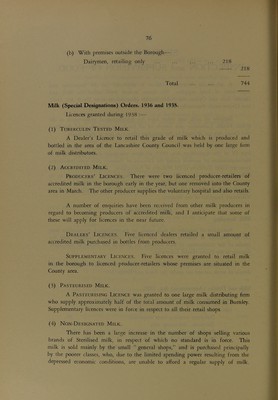 76
(b) With premises outside the Borough—
Dairymen, retailing only 218
218
Total 744
Milk (Special Designations) Orders, 1936 and 1938.
Licences granted during 1938 :—
(1) Tuberculin Tested Milk.
A Dealer's Licence to retail this grade of milk which is produced and
bottled in the area of the Lancashire County Council was held by one large firm
of milk distributors.
(2) Accredited Milk.
Producers' Licences. There were two licenced producer-retailers of
accredited milk in the borough early in the year, but one removed into the County
area in March. The other producer supplies the voluntary hospital and also retails.
A number of enquiries have been received from other milk producers in
regard to becoming producers of accredited milk, and I anticipate that some of
these will apply for licences in the near future.
Dealers' Licences. Five licenced dealers retailed a small amount of
accredited milk purchased in bottles from producers.
Supplementary Licences. Five licences were granted to retail milk
in the borough to licenced producer-retailers whose premises are situated in the
County area.
(3) Pasteurised Milk.
A Pasteurising Licence was granted to one large milk distributing firm
who supply approximately half of the total amount of milk consumed in Burnley.
Supplementary licences were in force in respect to all their retail shops
(4) Non-Designated Milk.
There has been a large increase in the number of shops selling various
brands of Sterilised milk, in respect of which no standard is in force. This
milk is sold mainly by the small "general shops," and is purchased principally
by the poorer classes, who, due to the limited spending power resulting from the
depressed economic conditions, are unable to afford a regular supply of milk.